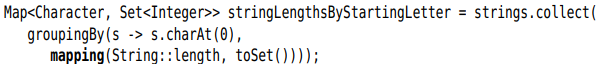 Map<Character, Set<Integer>> stringLengthsByStartingLetter = strings.collect(
groupingBy(s -> s.charAt(0),
mapping(String::length, toSet())));